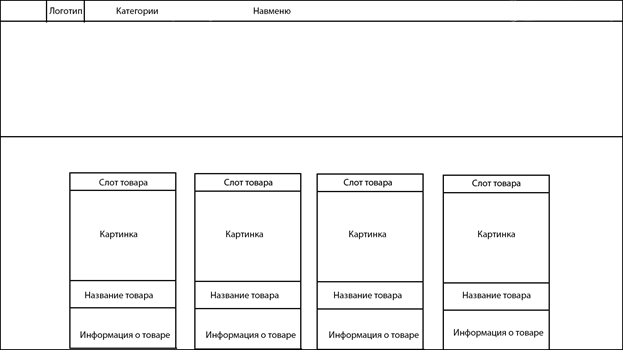 Логотип Категории Навменю
Слот товара Слот товара Слот товара Слот товара
Картинка Картинка Картинка Картинка
Название товара Название товара Название товара Название товара
Информация о товаре Информация о товаре Информация о товаре Информация о товаре